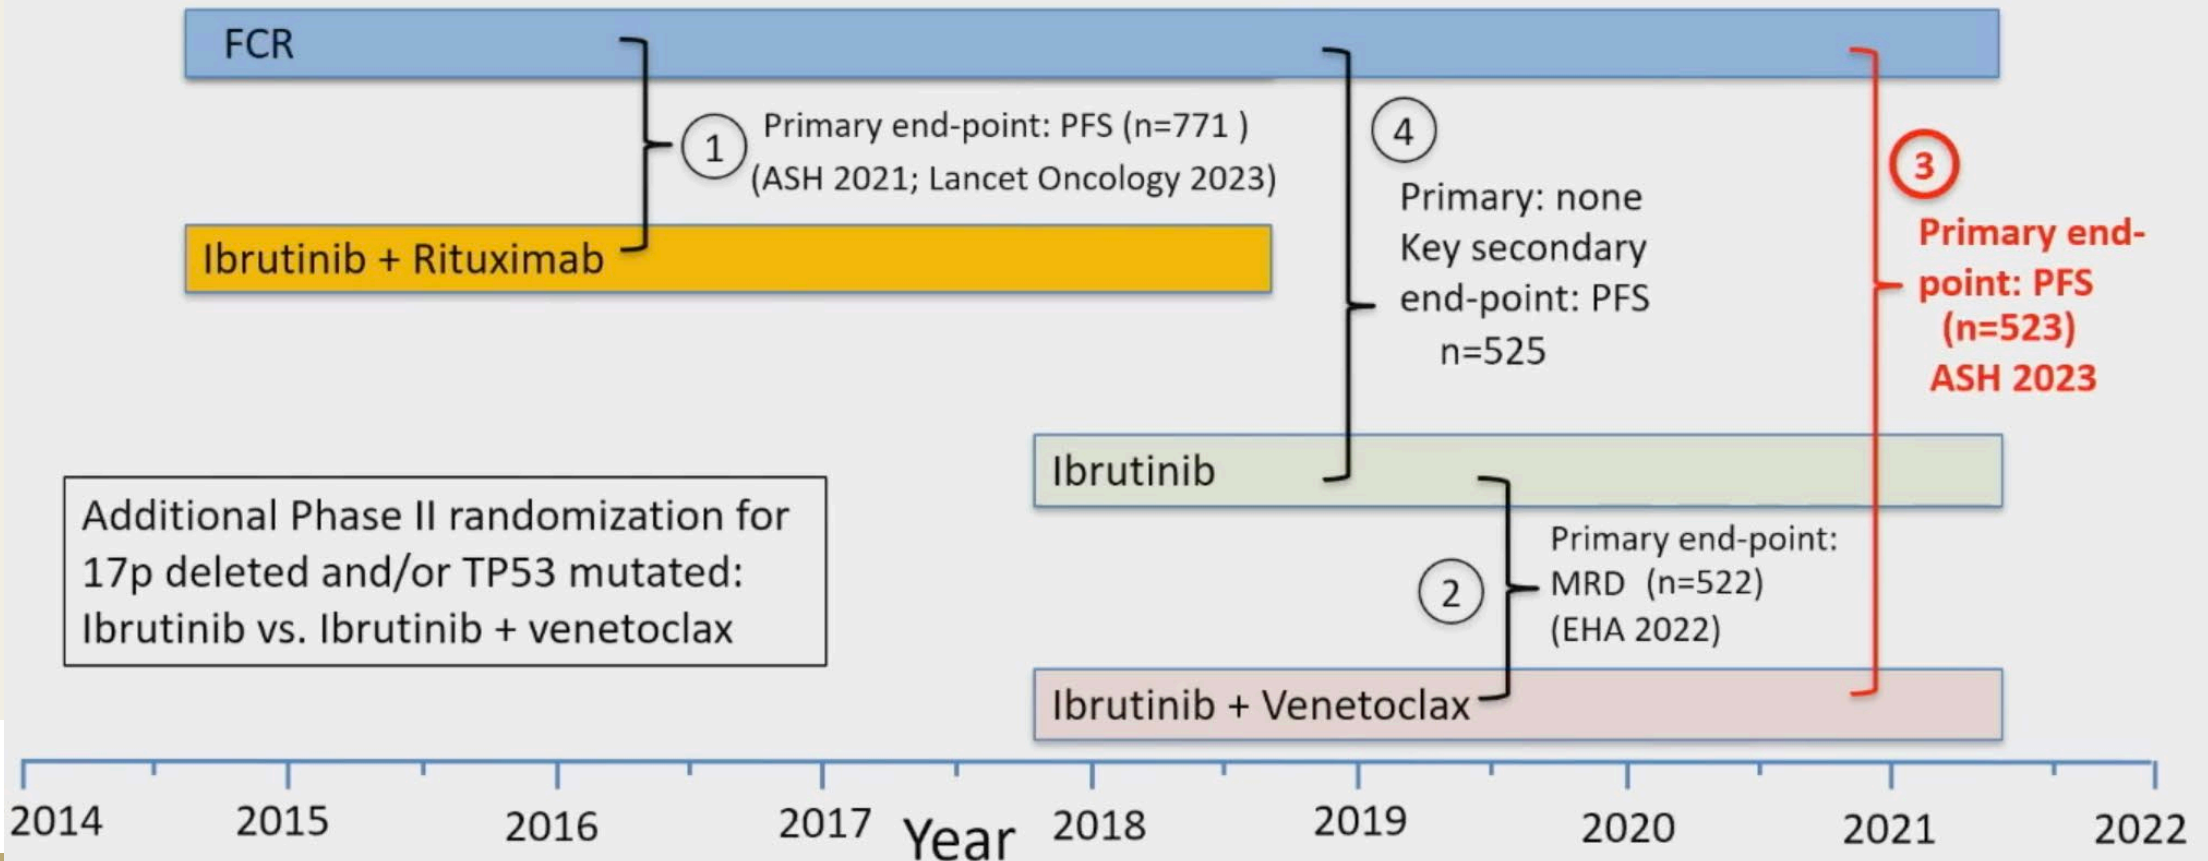 FCR
1
Primary end-point: PFS (n=771 )
(ASH 2021; Lancet Oncology 2023)
Ibrutinib + Rituximab
4
Primary: none
Key secondary
end-point: PFS
n=525
3
Primary end-
point: PFS
(n=523)
ASH 2023
Ibrutinib
Additional Phase II randomization for
17p deleted and/or TP53 mutated:
Ibrutinib vs. Ibrutinib + venetoclax
2
Primary end-point:
MRD (n=522)
(EHA 2022)
Ibrutinib + Venetoclax
2014 2015 2016 2017 2018 2019 2020 2021 2022
Year